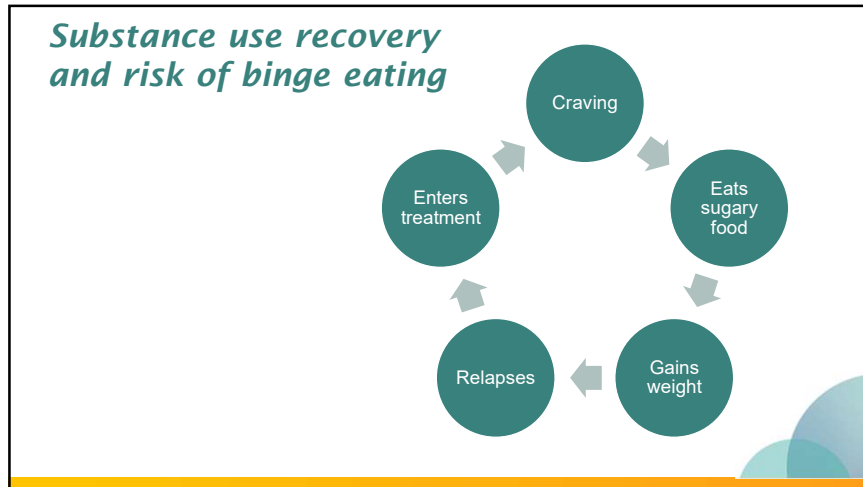 Substance use recovery
and risk of binge eating
Craving
Eats
sugary
food
Gains
weight
Relapses
Enters
treatment